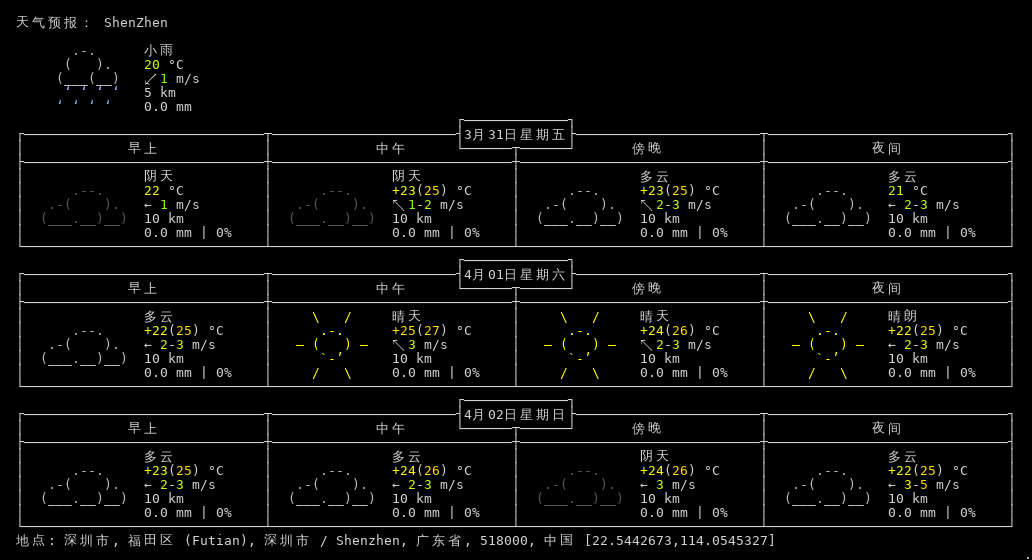 天气预报： ShenZhen
小雨
20 °C
↙ 1 m/s
5 km
0.0 mm
3月31日星期五
早上 中午 傍晚 夜间
阴天 阴天 多云 多云
22 °C +23(25) °C +23(25) °C 21 °C
← 1 m/s ↖ 1-2 m/s ↖ 2-3 m/s ← 2-3 m/s
10 km 10 km 10 km 10 km
0.0 mm | 0% 0.0 mm | 0% 0.0 mm | 0% 0.0 mm | 0%
4月01日星期六
早上 中午 傍晚 夜间
多云 晴天 晴天 晴朗
+22(25) °C +25(27) °C +24(26) °C +22(25) °C
← 2-3 m/s ↖ 3 m/s ↖ 2-3 m/s ← 2-3 m/s
10 km 10 km 10 km 10 km
0.0 mm | 0% 0.0 mm | 0% 0.0 mm | 0% 0.0 mm | 0%
4月02日星期日
早上 中午 傍晚 夜间
多云 多云 阴天 多云
+23(25) °C +24(26) °C +24(26) °C +22(25) °C
← 2-3 m/s ← 2-3 m/s ← 3 m/s ← 3-5 m/s
10 km 10 km 10 km 10 km
0.0 mm | 0% 0.0 mm | 0% 0.0 mm | 0% 0.0 mm | 0%
地点: 深圳市, 福田区 (Futian), 深圳市 / Shenzhen, 广东省, 518000, 中国 [22.5442673,114.0545327]